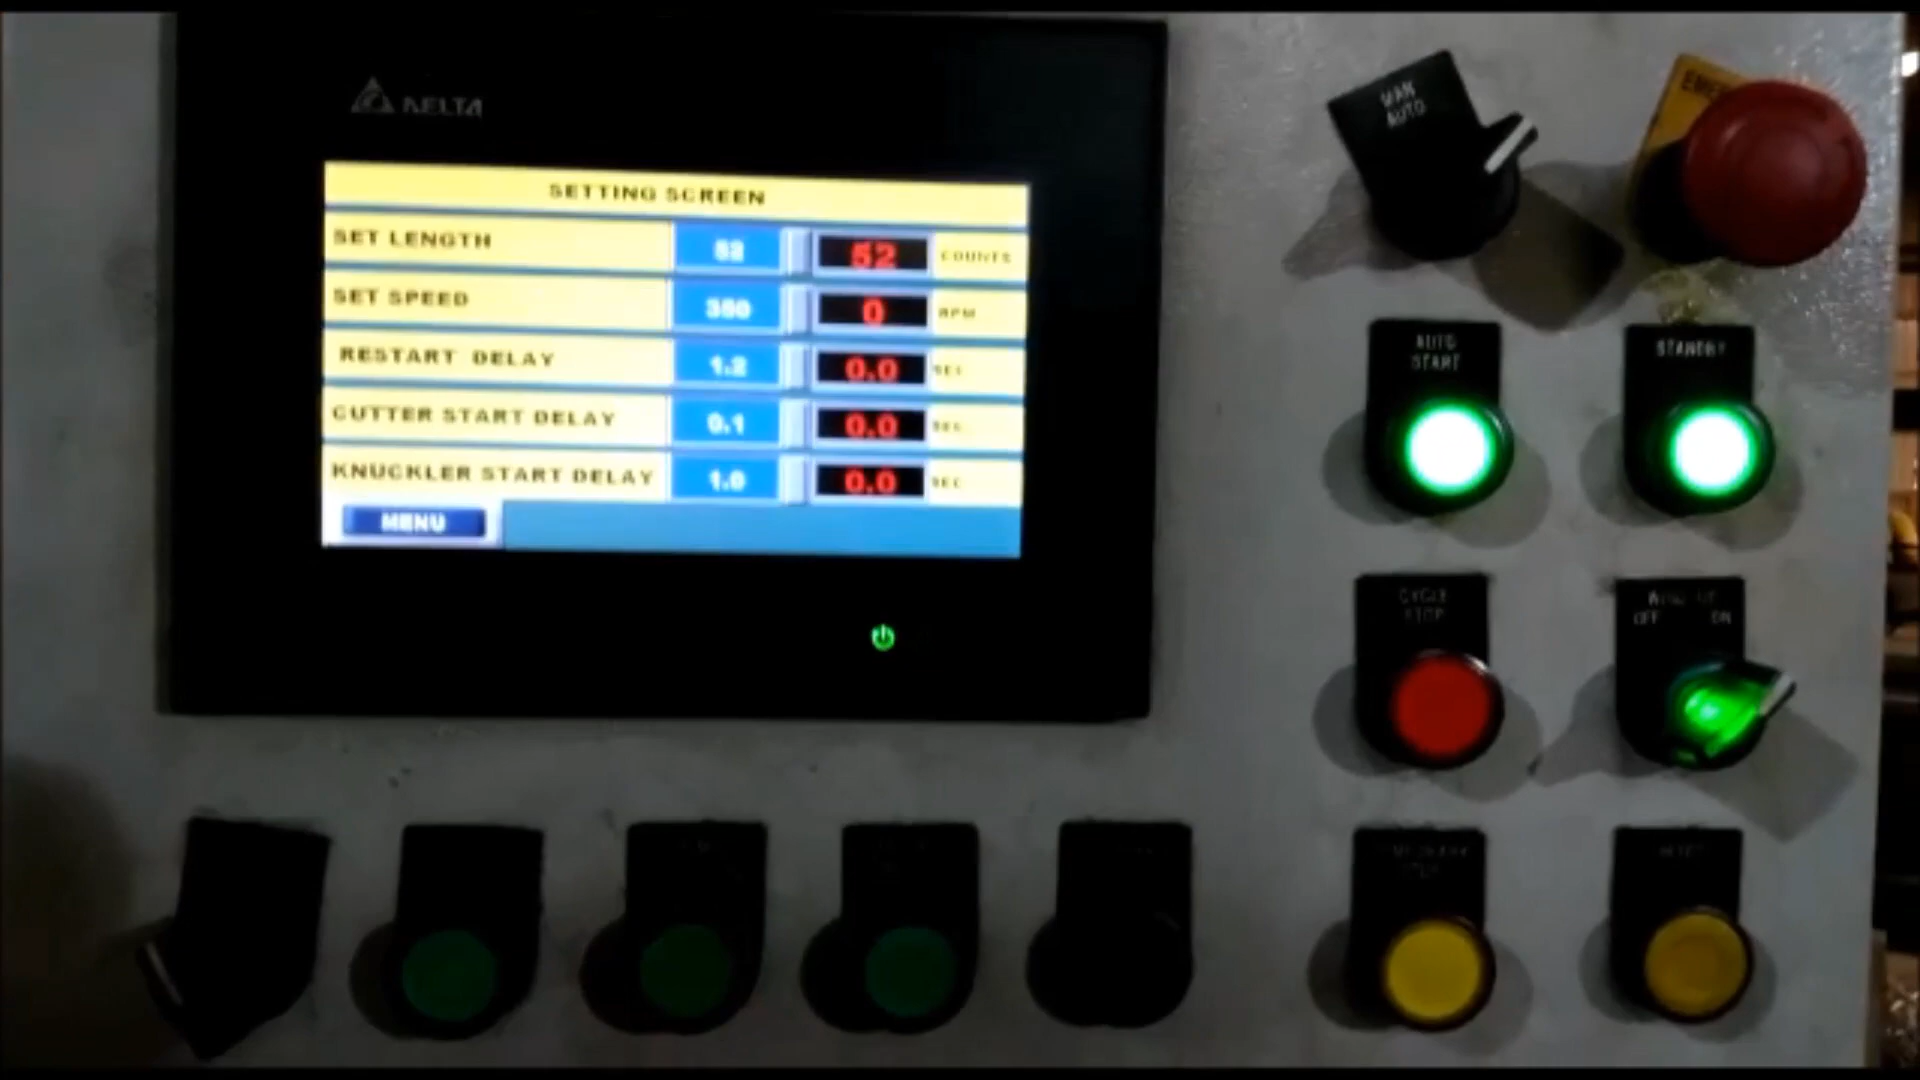 DELTA
SETTING SCREEN
SET LENGTH 52 52 COUNTS
SET SPEED 350 0 RPM
RESTART DELAY 1.2 0.0 SEC
CUTTER START DELAY 0.1 0.0 SEC
KNUCKLER START DELAY 1.0 0.0 SEC
MENU
MAN
AUTO
EMER
AUTO
START
STANDBY
CYCLE
STOP
OFF ON